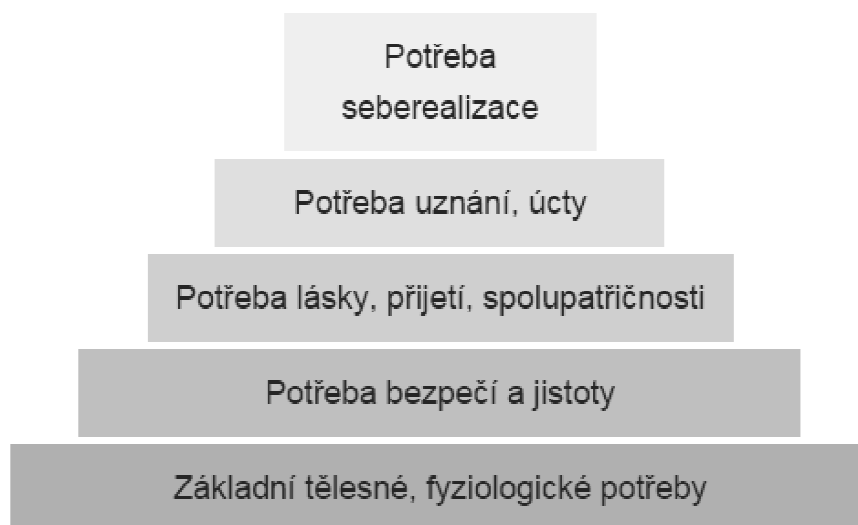 Potřeba
seberealizace
Potřeba uznání, úcty
Potřeba lásky, přijetí, spolupatřičnosti
Potřeba bezpečí a jistoty
Základní tělesné, fyziologické potřeby